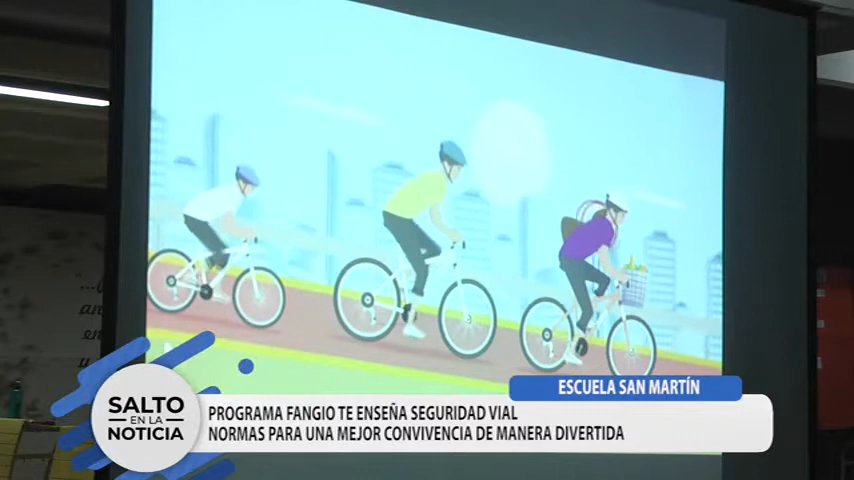 ...C
en
y
ESCUELA SAN MARTÍN
SALTO
EN LA
NOTICIA
PROGRAMA FANGIO TE ENSEÑA SEGURIDAD VIAL
NORMAS PARA UNA MEJOR CONVIVENCIA DE MANERA DIVERTIDA